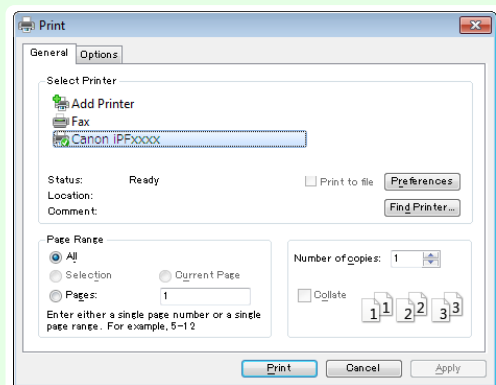 Print
General Options
Select Printer
Add Printer
Fax
Canon iPFxxxx
Status: Ready
Print to file Preferences
Location:
Comment:
Find Printer...
Page Range
All
Selection Current Page
Pages: 1
Enter either a single page number or a single
page range. For example, 5-12
Number of copies: 1
Collate
1 1 2 2 3 3
Print Cancel Apply